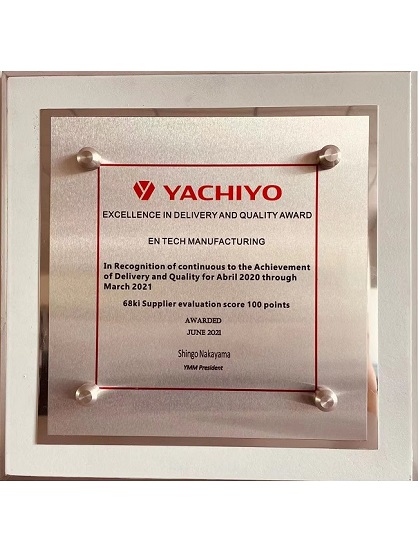 YACHIYO
EXCELLENCE IN DELIVERY AND QUALITY AWARD
EN TECH MANUFACTURING
In Recognition of continuous to the Achievement
of Delivery and Quality for Abril 2020 through
March 2021
68ki Supplier evaluation score 100 points
AWARDED
JUNE 2021
Shingo Nakayama
YMM President